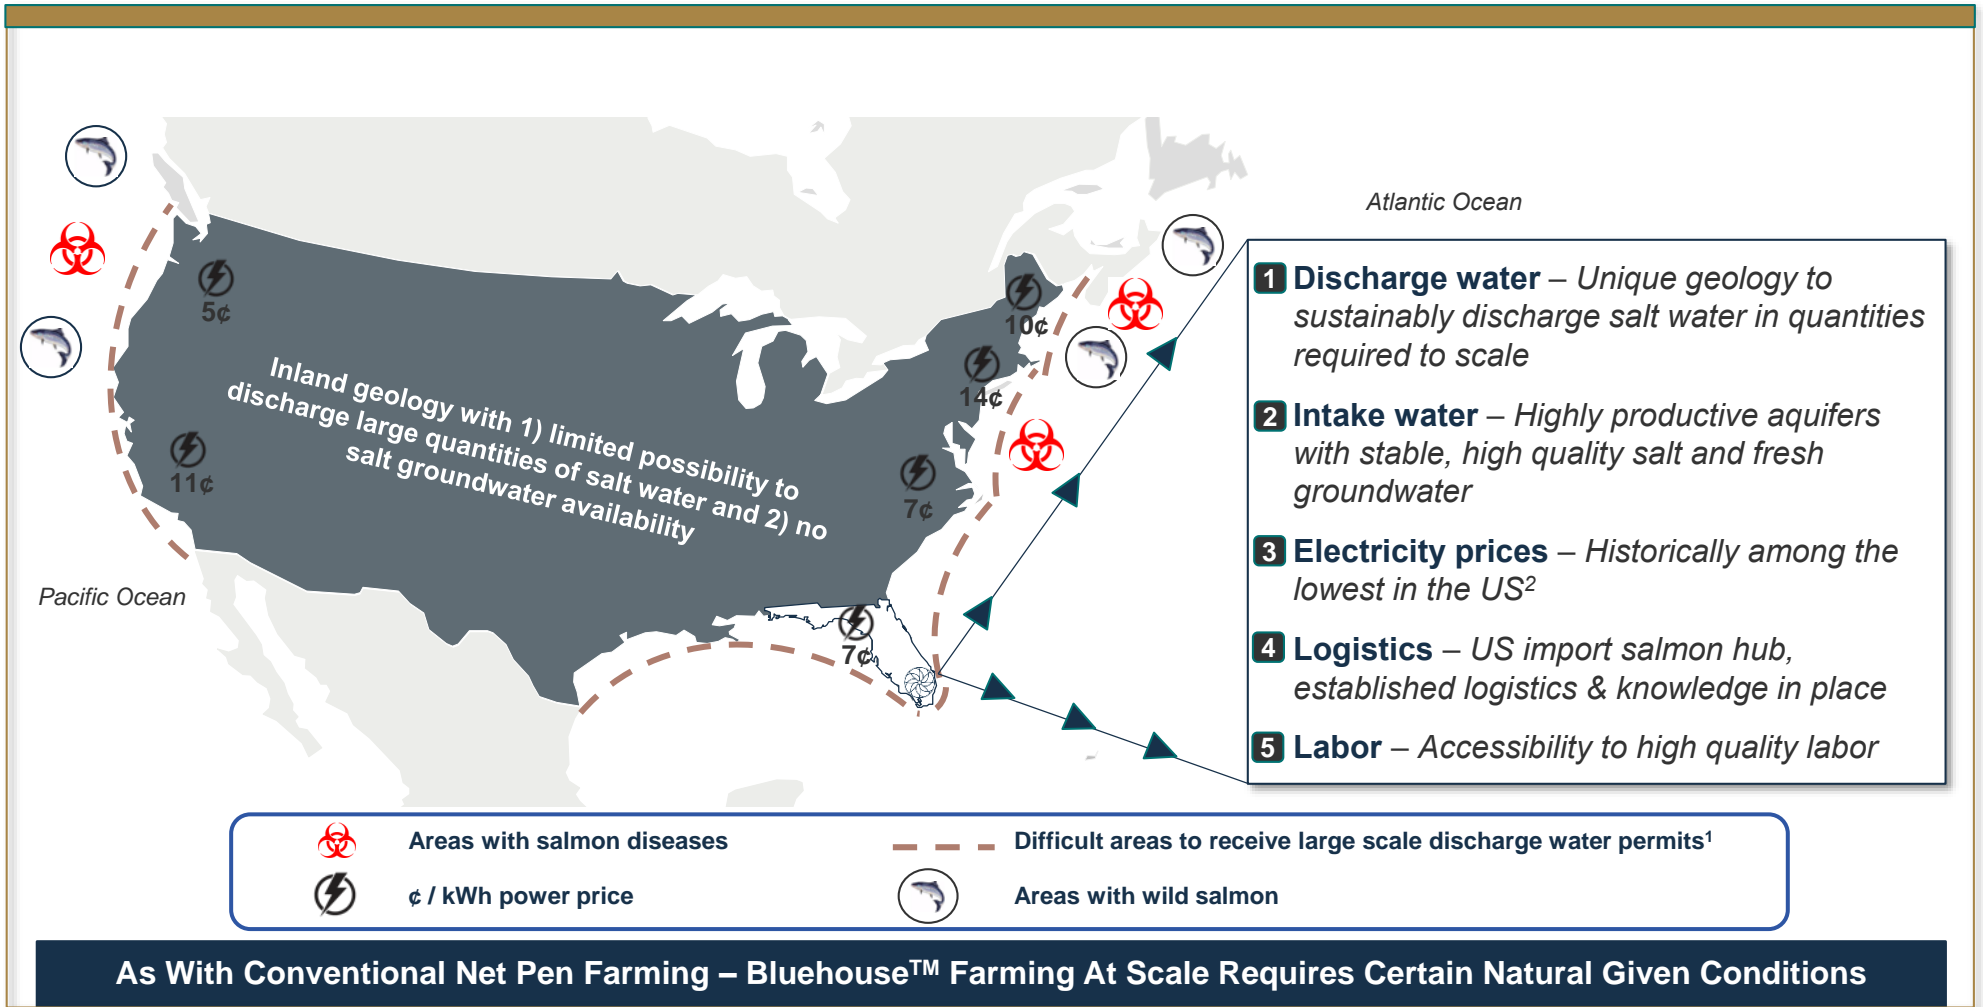 Atlantic Ocean
5¢
10¢
14¢
11¢
7¢
7¢
Inland geology with 1) limited possibility to
discharge large quantities of salt water and 2) no
salt groundwater availability
Pacific Ocean
1 Discharge water – Unique geology to
sustainably discharge salt water in quantities
required to scale
2 Intake water – Highly productive aquifers
with stable, high quality salt and fresh
groundwater
3 Electricity prices – Historically among the
lowest in the US²
4 Logistics – US import salmon hub,
established logistics & knowledge in place
5 Labor – Accessibility to high quality labor
Areas with salmon diseases
Difficult areas to receive large scale discharge water permits¹
¢ / kWh power price
Areas with wild salmon
As With Conventional Net Pen Farming – Bluehouse™ Farming At Scale Requires Certain Natural Given Conditions